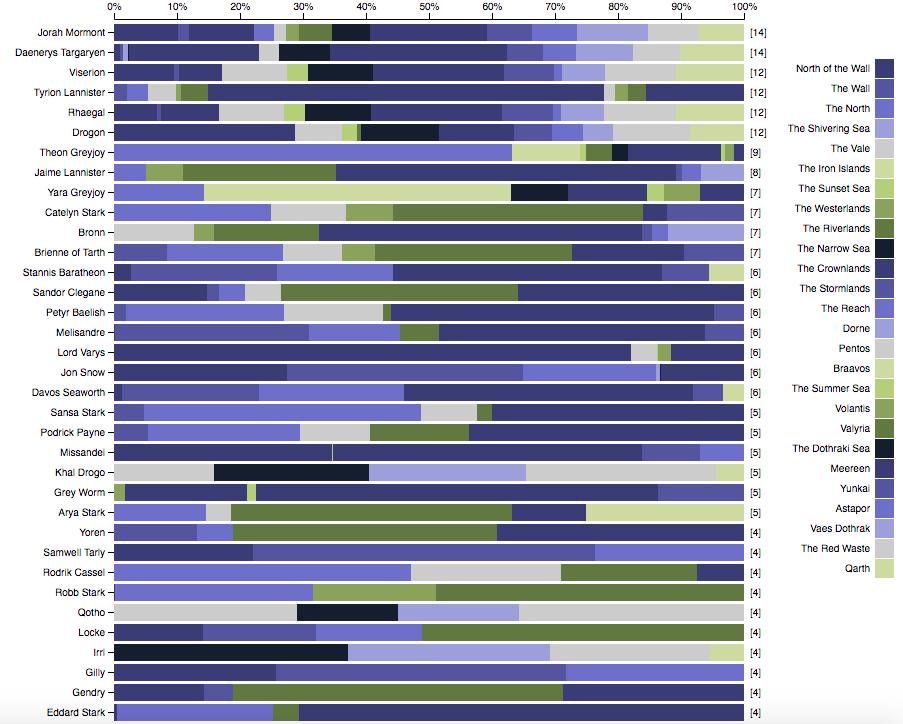 0% 10% 20% 30% 40% 50% 60% 70% 80% 90% 100%
Jorah Mormont [14]
Daenerys Targaryen [14]
Viserion [12]
Tyrion Lannister [12]
Rhaegal [12]
Drogon [12]
Theon Greyjoy [9]
Jaime Lannister [8]
Yara Greyjoy [7]
Catelyn Stark [7]
Bronn [7]
Brienne of Tarth [7]
Stannis Baratheon [6]
Sandor Clegane [6]
Petyr Baelish [6]
Melisandre [6]
Lord Varys [6]
Jon Snow [6]
Davos Seaworth [6]
Sansa Stark [5]
Podrick Payne [5]
Missandei [5]
Khal Drogo [5]
Grey Worm [5]
Arya Stark [5]
Yoren [4]
Samwell Tarly [4]
Rodrik Cassel [4]
Robb Stark [4]
Qotho [4]
Locke [4]
Irri [4]
Gilly [4]
Gendry [4]
Eddard Stark [4]
North of the Wall
The Wall
The North
The Shivering Sea
The Vale
The Iron Islands
The Sunset Sea
The Westerlands
The Riverlands
The Narrow Sea
The Crownlands
The Stormlands
The Reach
Dorne
Pentos
Braavos
The Summer Sea
Volantis
Valyria
The Dothraki Sea
Meereen
Yunkai
Astapor
Vaes Dothrak
The Red Waste
Qarth